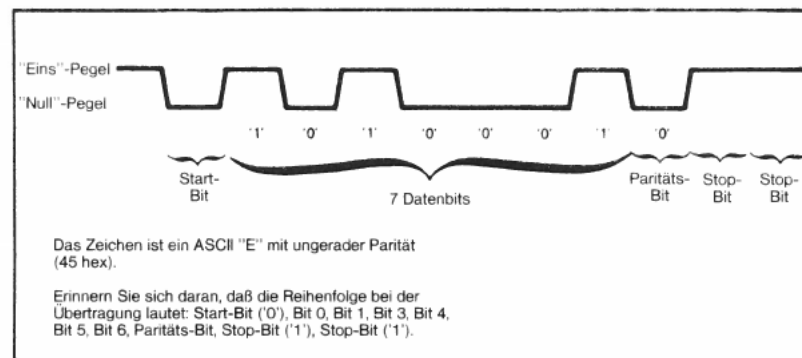 "Eins"-Pegel
"Null"-Pegel
'1' '0' '1' '0' '0' '0' '1' '0'
Start-
Bit
7 Datenbits
Paritäts-
Bit
Stop-
Bit
Stop-
Bit
Das Zeichen ist ein ASCII "E" mit ungerader Parität
(45 hex).
Erinnern Sie sich daran, daß die Reihenfolge bei der
Übertragung lautet: Start-Bit ('0'), Bit 0, Bit 1, Bit 3, Bit 4,
Bit 5, Bit 6, Paritäts-Bit, Stop-Bit ('1'), Stop-Bit ('1').